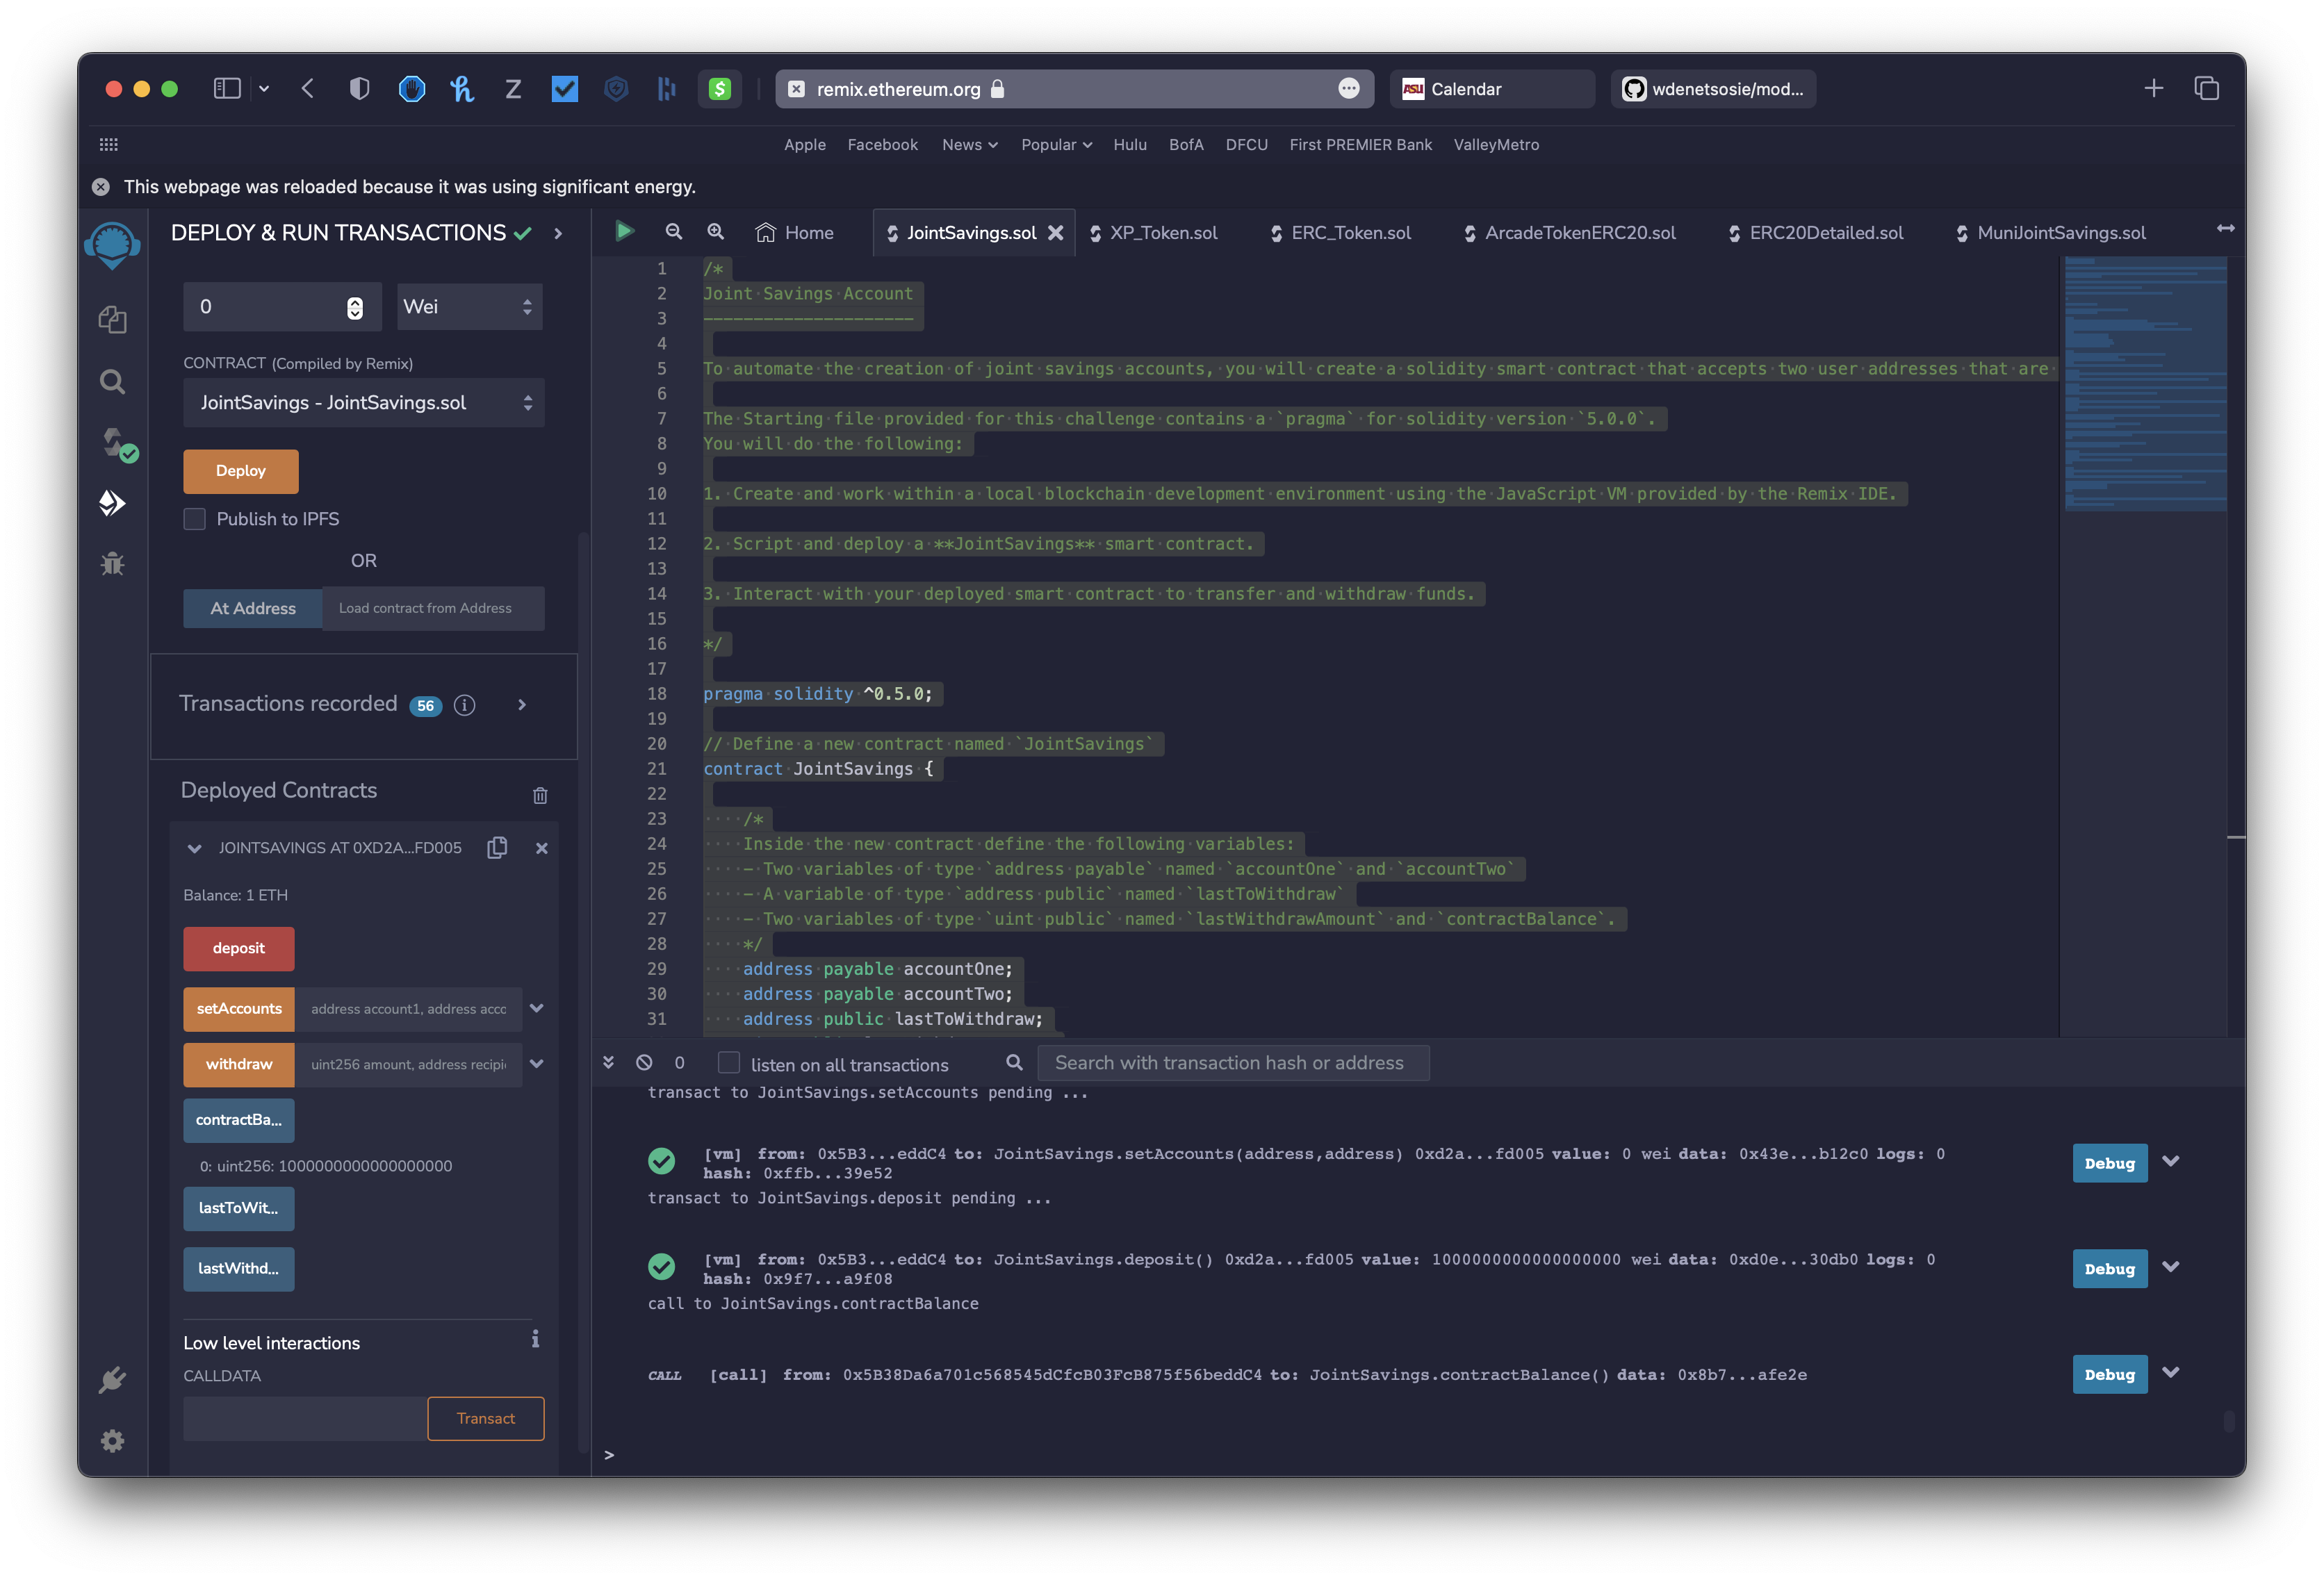 remix.ethereum.org
ASU Calendar
wdenetsosie/mod...
Apple Facebook News Popular Hulu BofA DFCU First PREMIER Bank ValleyMetro
This webpage was reloaded because it was using significant energy.
DEPLOY & RUN TRANSACTIONS
0
Wei
CONTRACT (Compiled by Remix)
JointSavings - JointSavings.sol
Deploy
Publish to IPFS
OR
At Address Load contract from Address
Transactions recorded 56
Deployed Contracts
JOINTSAVINGS AT 0XD2A...FD005
Balance: 1 ETH
deposit
setAccounts address account1, address acco
withdraw uint256 amount, address recipi
contractBa...
0: uint256: 1000000000000000000
lastToWit...
lastWithd...
Low level interactions
CALLDATA
Transact
Home JointSavings.sol XP_Token.sol ERC_Token.sol ArcadeTokenERC20.sol ERC20Detailed.sol MuniJointSavings.sol
1 /*
2 Joint Savings Account
3 ---------------------
4
5 To automate the creation of joint savings accounts, you will create a solidity smart contract that accepts two user addresses that are
6
7 The Starting file provided for this challenge contains a `pragma` for solidity version `5.0.0`.
8 You will do the following:
9
10 1. Create and work within a local blockchain development environment using the JavaScript VM provided by the Remix IDE.
11
12 2. Script and deploy a **JointSavings** smart contract.
13
14 3. Interact with your deployed smart contract to transfer and withdraw funds.
15
16 */
17
18 pragma solidity ^0.5.0;
19
20 // Define a new contract named `JointSavings`
21 contract JointSavings {
22
23 /*
24 Inside the new contract define the following variables:
25 - Two variables of type `address payable` named `accountOne` and `accountTwo`
26 - A variable of type `address public` named `lastToWithdraw`
27 - Two variables of type `uint public` named `lastWithdrawAmount` and `contractBalance`.
28 */
29 address payable accountOne;
30 address payable accountTwo;
31 address public lastToWithdraw;
0 listen on all transactions Search with transaction hash or address
transact to JointSavings.setAccounts pending ...
[vm] from: 0x5B3...eddC4 to: JointSavings.setAccounts(address,address) 0xd2a...fd005 value: 0 wei data: 0x43e...b12c0 logs: 0
hash: 0xffb...39e52
Debug
transact to JointSavings.deposit pending ...
[vm] from: 0x5B3...eddC4 to: JointSavings.deposit() 0xd2a...fd005 value: 1000000000000000000 wei data: 0xd0e...30db0 logs: 0
hash: 0x9f7...a9f08
Debug
call to JointSavings.contractBalance
CALL [call] from: 0x5B38Da6a701c568545dCfcB03FcB875f56beddC4 to: JointSavings.contractBalance() data: 0x8b7...afe2e
Debug
>